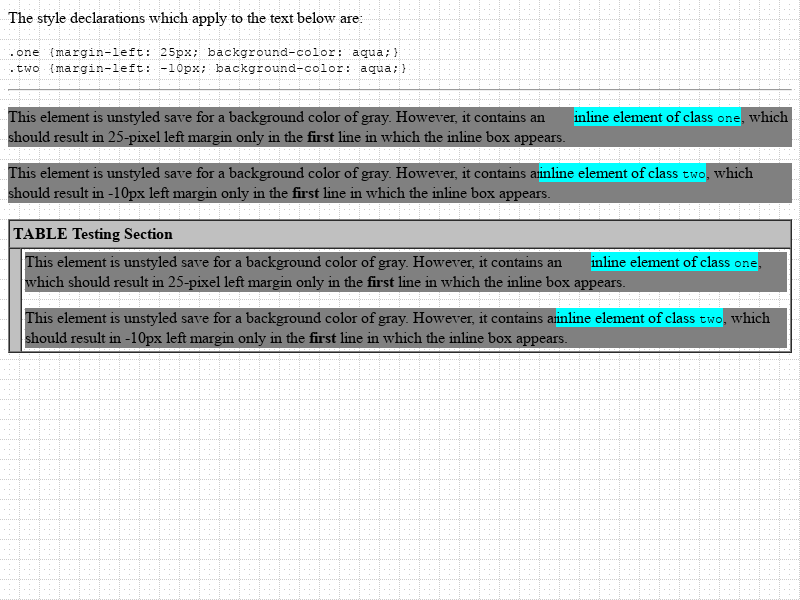 The style declarations which apply to the text below are:
.one {margin-left: 25px; background-color: aqua;}
.two {margin-left: -10px; background-color: aqua;}
This element is unstyled save for a background color of gray. However, it contains an inline element of class one, which
should result in 25-pixel left margin only in the first line in which the inline box appears.
This element is unstyled save for a background color of gray. However, it contains a inline element of class two, which
should result in -10px left margin only in the first line in which the inline box appears.
TABLE Testing Section
This element is unstyled save for a background color of gray. However, it contains an inline element of class one,
which should result in 25-pixel left margin only in the first line in which the inline box appears.
This element is unstyled save for a background color of gray. However, it contains a inline element of class two, which
should result in -10px left margin only in the first line in which the inline box appears.